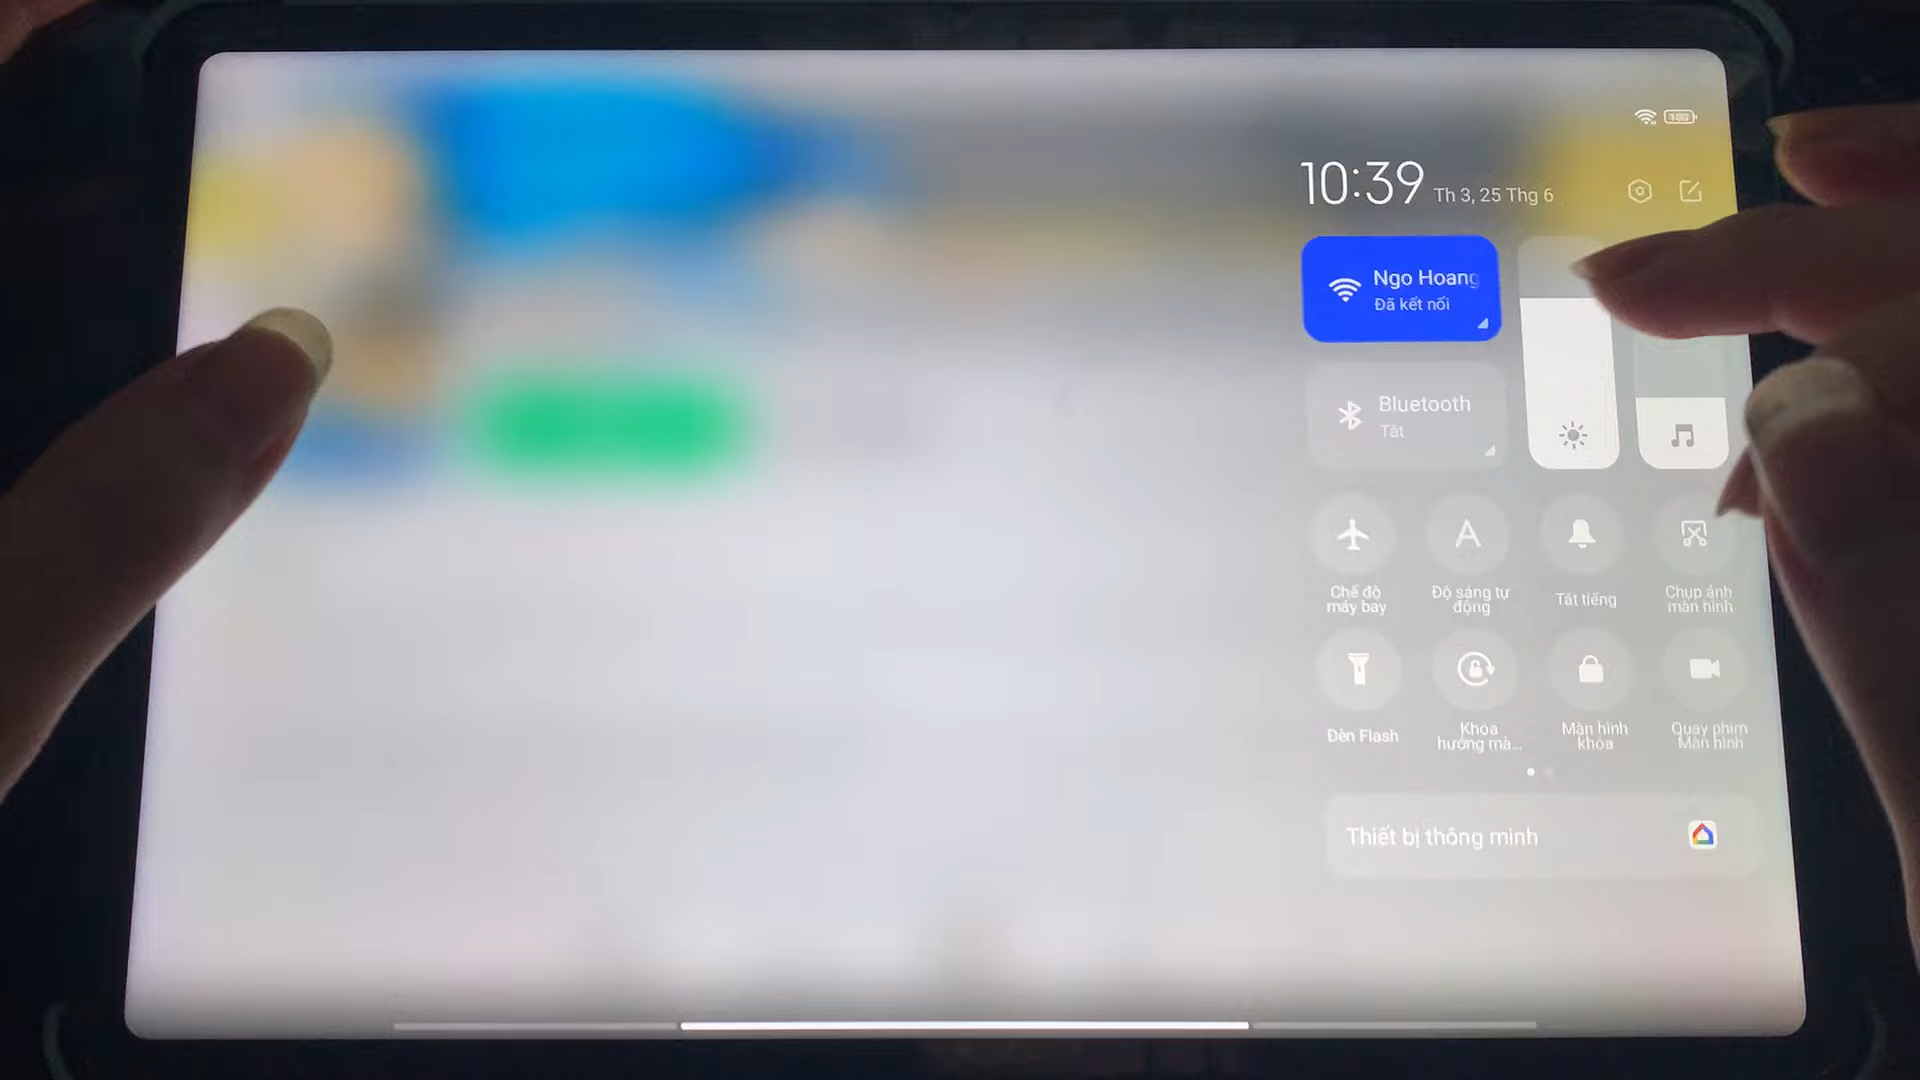 100
10:39 Th 3, 25 Thg 6
Ngo Hoang
Đã kết nối
Bluetooth
Tắt
Chế độ
máy bay
Độ sáng tự
động
Tắt tiếng
Chụp ảnh
màn hình
Đèn Flash
Khóa
hướng mà...
Màn hình
khóa
Quay phim
Màn hình
Thiết bị thông minh